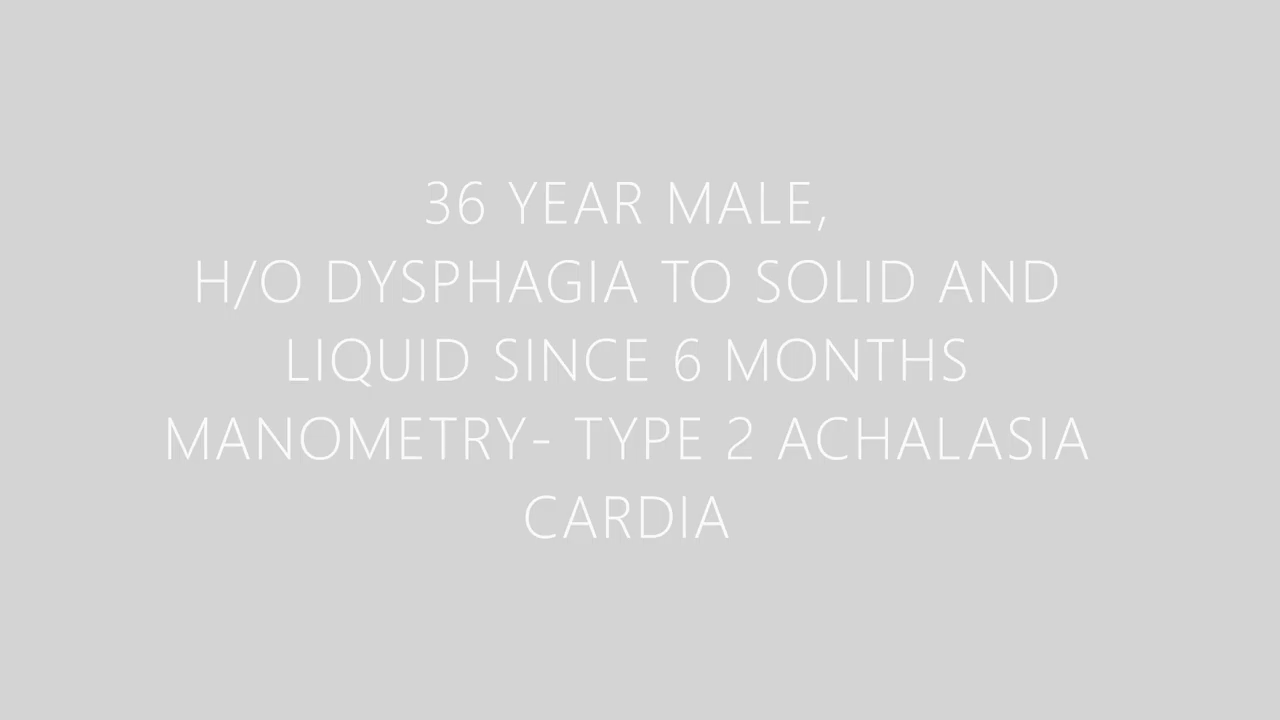 36 YEAR MALE,
H/O DYSPHAGIA TO SOLID AND
LIQUID SINCE 6 MONTHS
MANOMETRY- TYPE 2 ACHALASIA
CARDIA